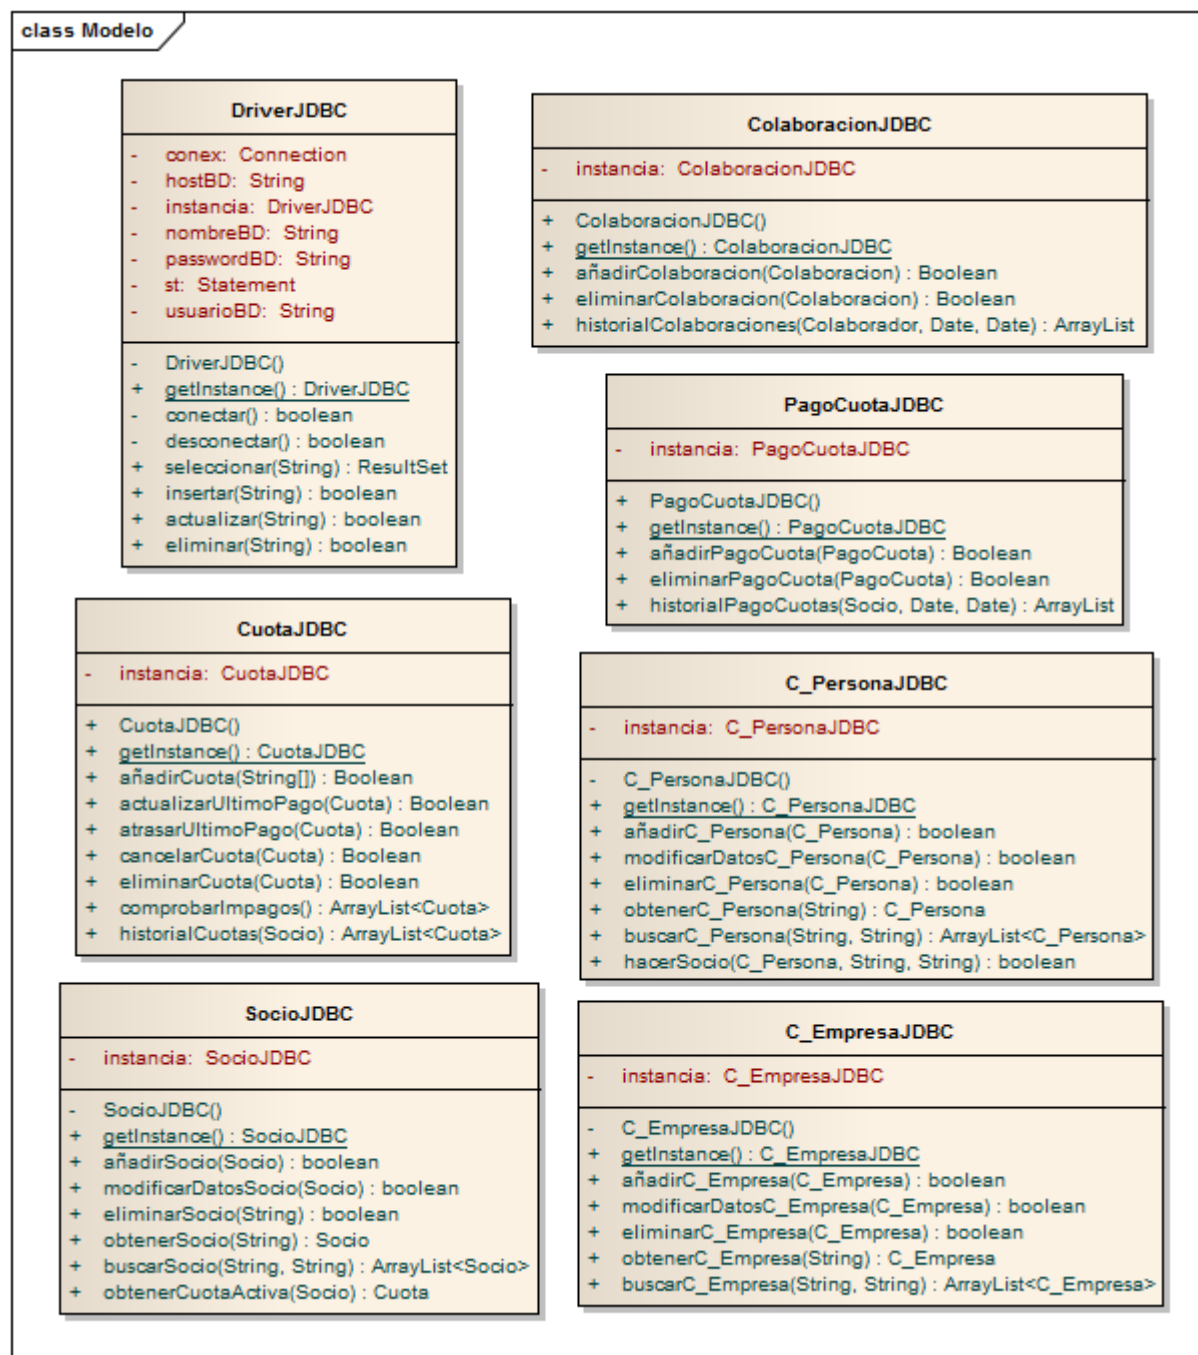 class Modelo
DriverJDBC
- conex: Connection
- hostBD: String
- instancia: DriverJDBC
- nombreBD: String
- passwordBD: String
- st: Statement
- usuarioBD: String
- DriverJDBC()
+ getInstance() : DriverJDBC
- conectar() : boolean
- desconectar() : boolean
+ seleccionar(String) : ResultSet
+ insertar(String) : boolean
+ actualizar(String) : boolean
+ eliminar(String) : boolean
ColaboracionJDBC
- instancia: ColaboracionJDBC
+ ColaboracionJDBC()
+ getInstance() : ColaboracionJDBC
+ añadirColaboracion(Colaboracion) : Boolean
+ eliminarColaboracion(Colaboracion) : Boolean
+ historialColaboraciones(Colaborador, Date, Date) : ArrayList
PagoCuotaJDBC
- instancia: PagoCuotaJDBC
+ PagoCuotaJDBC()
+ getInstance() : PagoCuotaJDBC
+ añadirPagoCuota(PagoCuota) : Boolean
+ eliminarPagoCuota(PagoCuota) : Boolean
+ historialPagoCuotas(Socio, Date, Date) : ArrayList
CuotaJDBC
- instancia: CuotaJDBC
+ CuotaJDBC()
+ getInstance() : CuotaJDBC
+ añadirCuota(String[]) : Boolean
+ actualizarUltimoPago(Cuota) : Boolean
+ atrasarUltimoPago(Cuota) : Boolean
+ cancelarCuota(Cuota) : Boolean
+ eliminarCuota(Cuota) : Boolean
+ comprobarImpagos() : ArrayList<Cuota>
+ historialCuotas(Socio) : ArrayList<Cuota>
C_PersonaJDBC
- instancia: C_PersonaJDBC
- C_PersonaJDBC()
+ getInstance() : C_PersonaJDBC
+ añadirC_Persona(C_Persona) : boolean
+ modificarDatosC_Persona(C_Persona) : boolean
+ eliminarC_Persona(C_Persona) : boolean
+ obtenerC_Persona(String) : C_Persona
+ buscarC_Persona(String, String) : ArrayList<C_Persona>
+ hacerSocio(C_Persona, String, String) : boolean
SocioJDBC
- instancia: SocioJDBC
- SocioJDBC()
+ getInstance() : SocioJDBC
+ añadirSocio(Socio) : boolean
+ modificarDatosSocio(Socio) : boolean
+ eliminarSocio(String) : boolean
+ obtenerSocio(String) : Socio
+ buscarSocio(String, String) : ArrayList<Socio>
+ obtenerCuotaActiva(Socio) : Cuota
C_EmpresaJDBC
- instancia: C_EmpresaJDBC
- C_EmpresaJDBC()
+ getInstance() : C_EmpresaJDBC
+ añadirC_Empresa(C_Empresa) : boolean
+ modificarDatosC_Empresa(C_Empresa) : boolean
+ eliminarC_Empresa(C_Empresa) : boolean
+ obtenerC_Empresa(String) : C_Empresa
+ buscarC_Empresa(String, String) : ArrayList<C_Empresa>